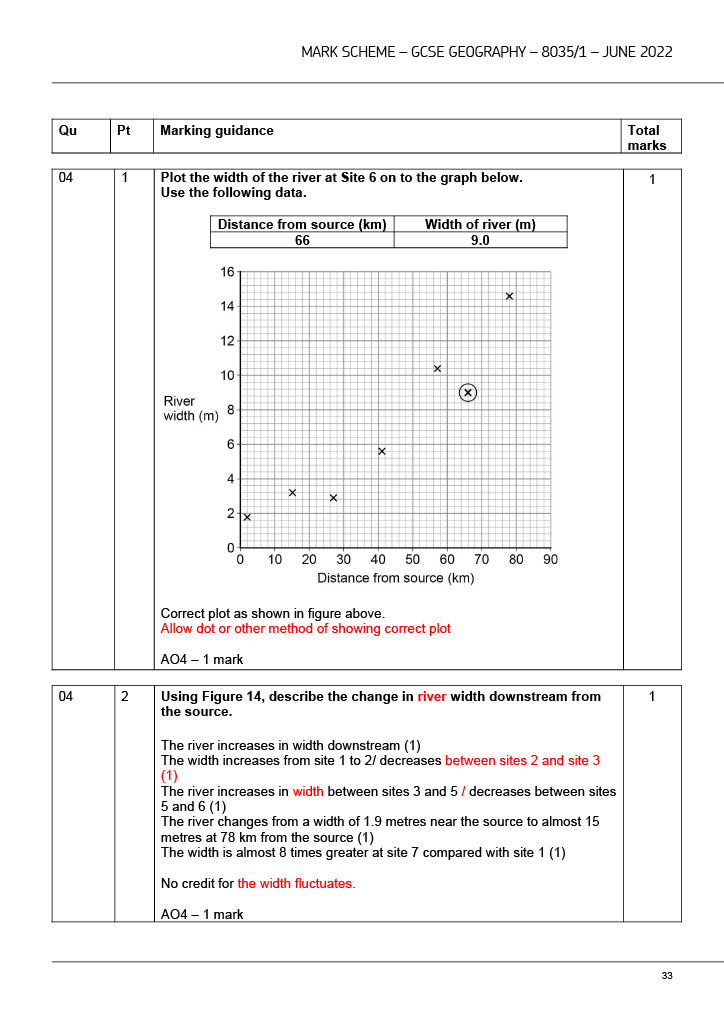 MARK SCHEME – GCSE GEOGRAPHY – 8035/1 – JUNE 2022
Qu Pt Marking guidance Total
marks
04 1 Plot the width of the river at Site 6 on to the graph below. 1
Use the following data.
Distance from source (km) Width of river (m)
66 9.0
16
14
12
10
River
width (m) 8
6
4
2
0
0 10 20 30 40 50 60 70 80 90
Distance from source (km)
Correct plot as shown in figure above.
Allow dot or other method of showing correct plot
AO4 – 1 mark
04 2 Using Figure 14, describe the change in river width downstream from 1
the source.
The river increases in width downstream (1)
The width increases from site 1 to 2/ decreases between sites 2 and site 3
(1)
The river increases in width between sites 3 and 5 / decreases between sites
5 and 6 (1)
The river changes from a width of 1.9 metres near the source to almost 15
metres at 78 km from the source (1)
The width is almost 8 times greater at site 7 compared with site 1 (1)
No credit for the width fluctuates.
AO4 – 1 mark
33